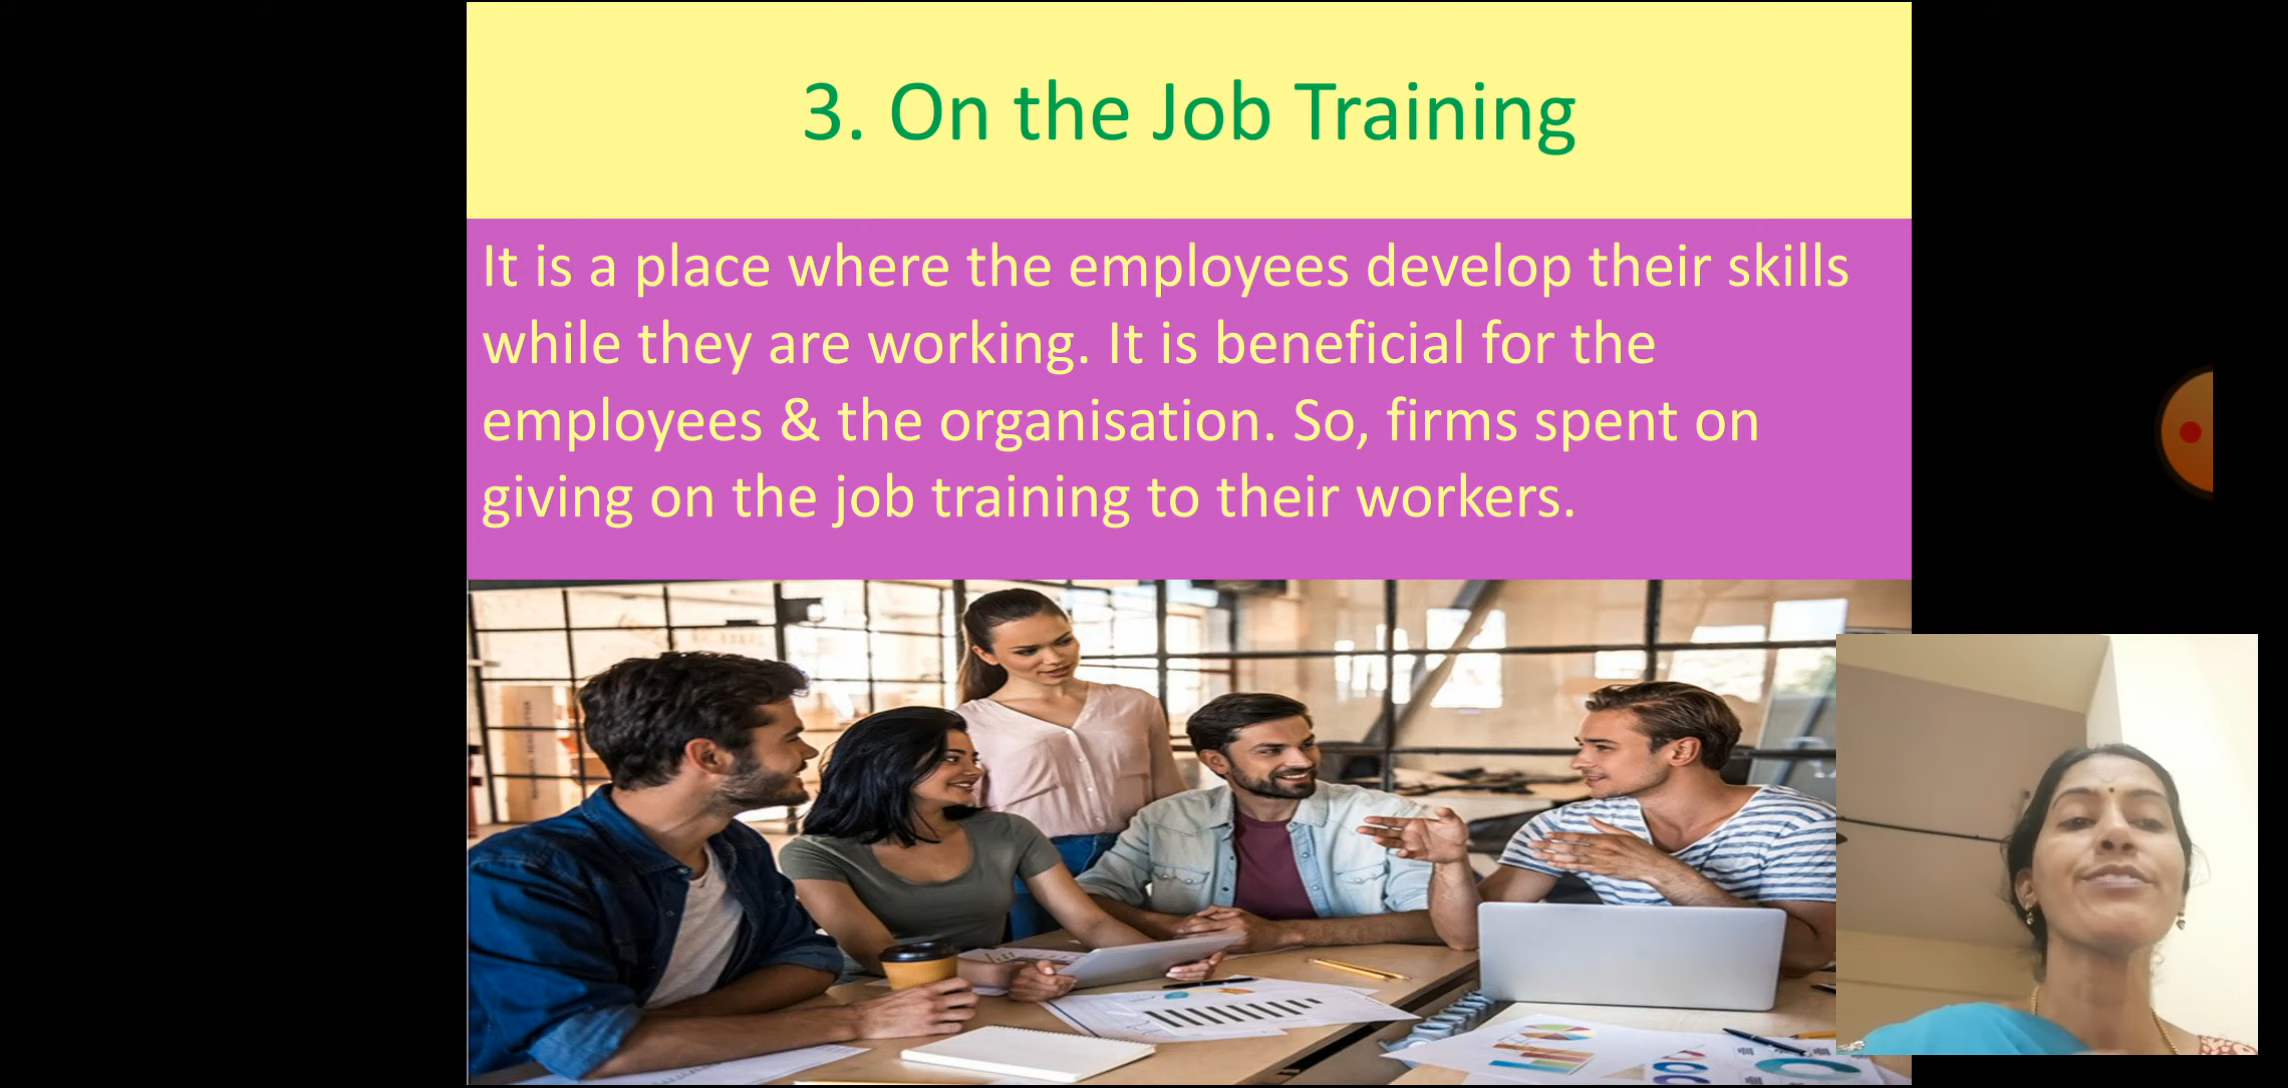 3. On the Job Training
It is a place where the employees develop their skills
while they are working. It is beneficial for the
employees & the organisation. So, firms spent on
giving on the job training to their workers.